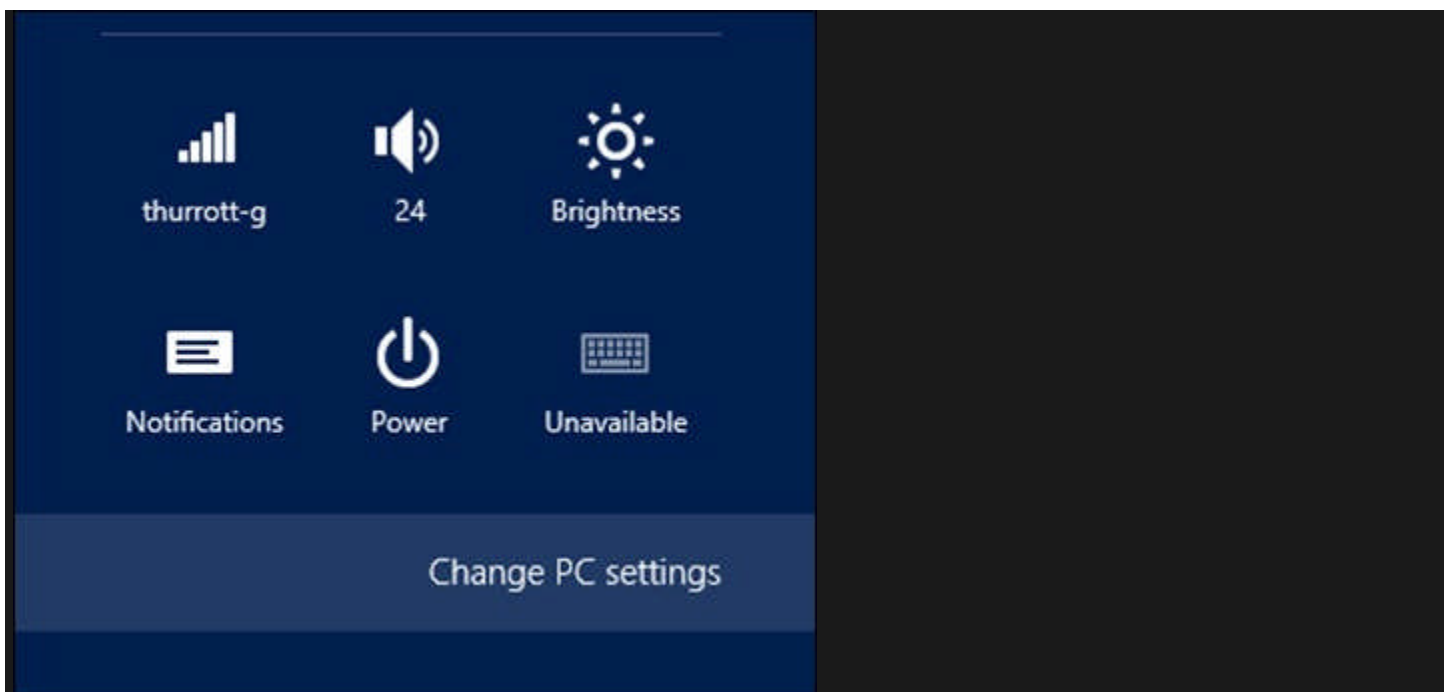 thurrott-g 24 Brightness
Notifications Power Unavailable
Change PC settings